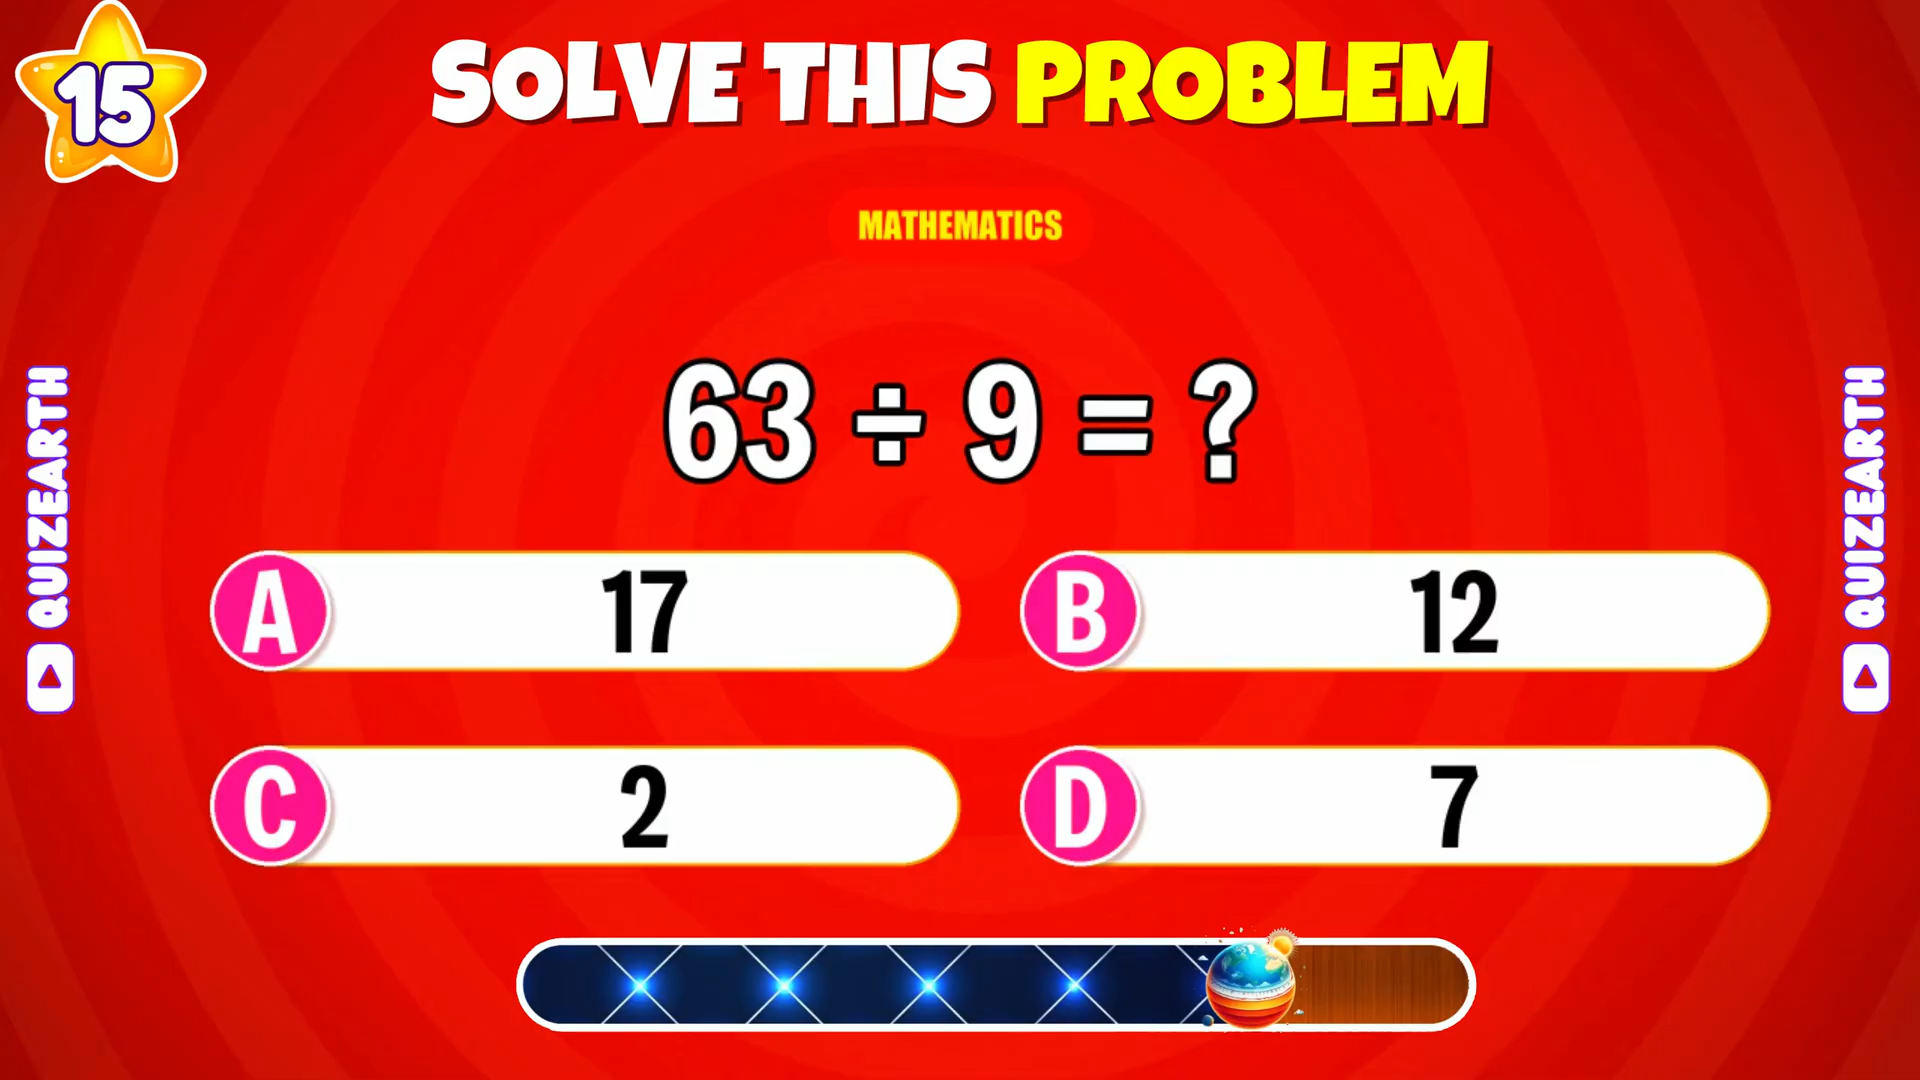 15
SOLVE THIS PROBLEM
MATHEMATICS
63 ÷ 9 = ?
A 17
B 12
C 2
D 7
QUIZEARTH
QUIZEARTH